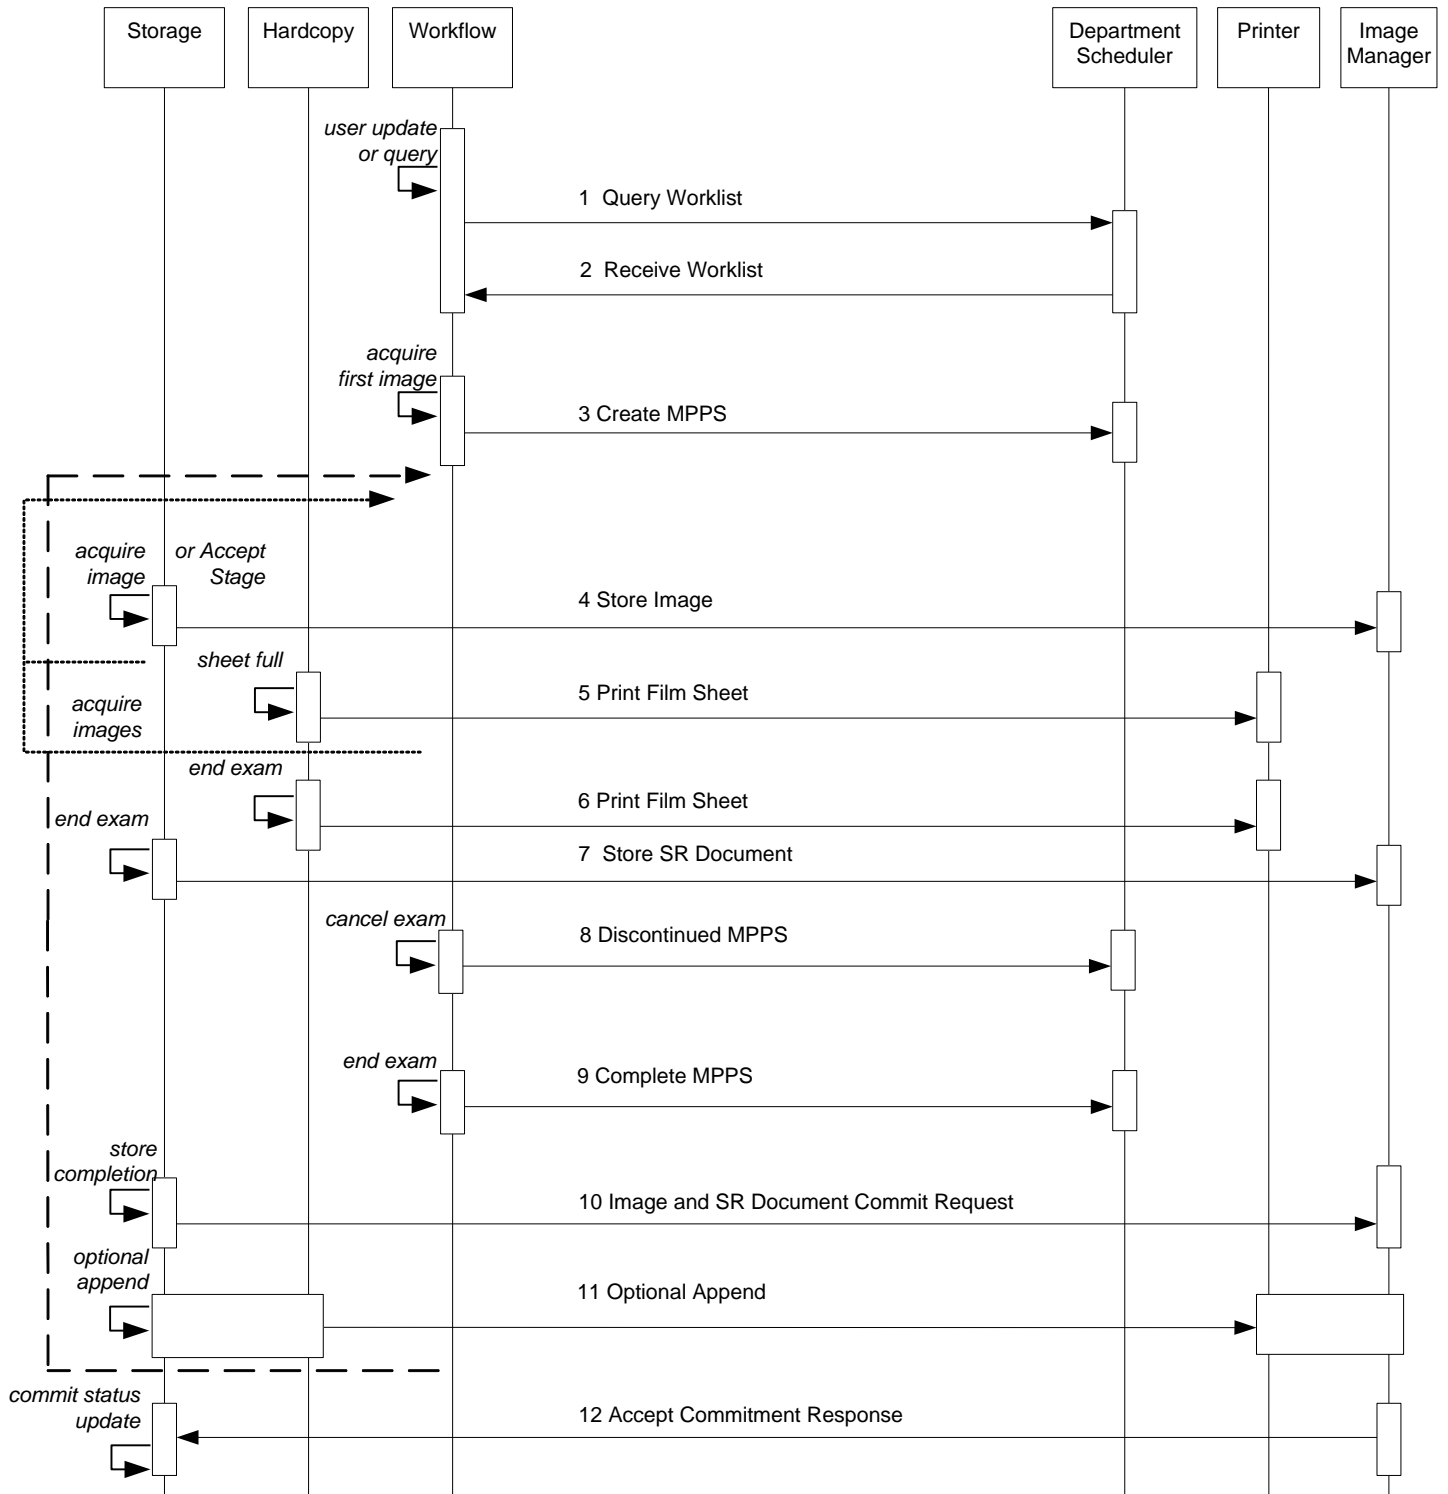 Storage
Hardcopy
Workflow
Department
Scheduler
Printer
Image
Manager
user update
or query
1 Query Worklist
2 Receive Worklist
acquire
first image
3 Create MPPS
acquire
image
or Accept
Stage
4 Store Image
sheet full
5 Print Film Sheet
acquire
images
end exam
6 Print Film Sheet
end exam
7 Store SR Document
cancel exam
8 Discontinued MPPS
end exam
9 Complete MPPS
store
completion
10 Image and SR Document Commit Request
optional
append
11 Optional Append
commit status
update
12 Accept Commitment Response